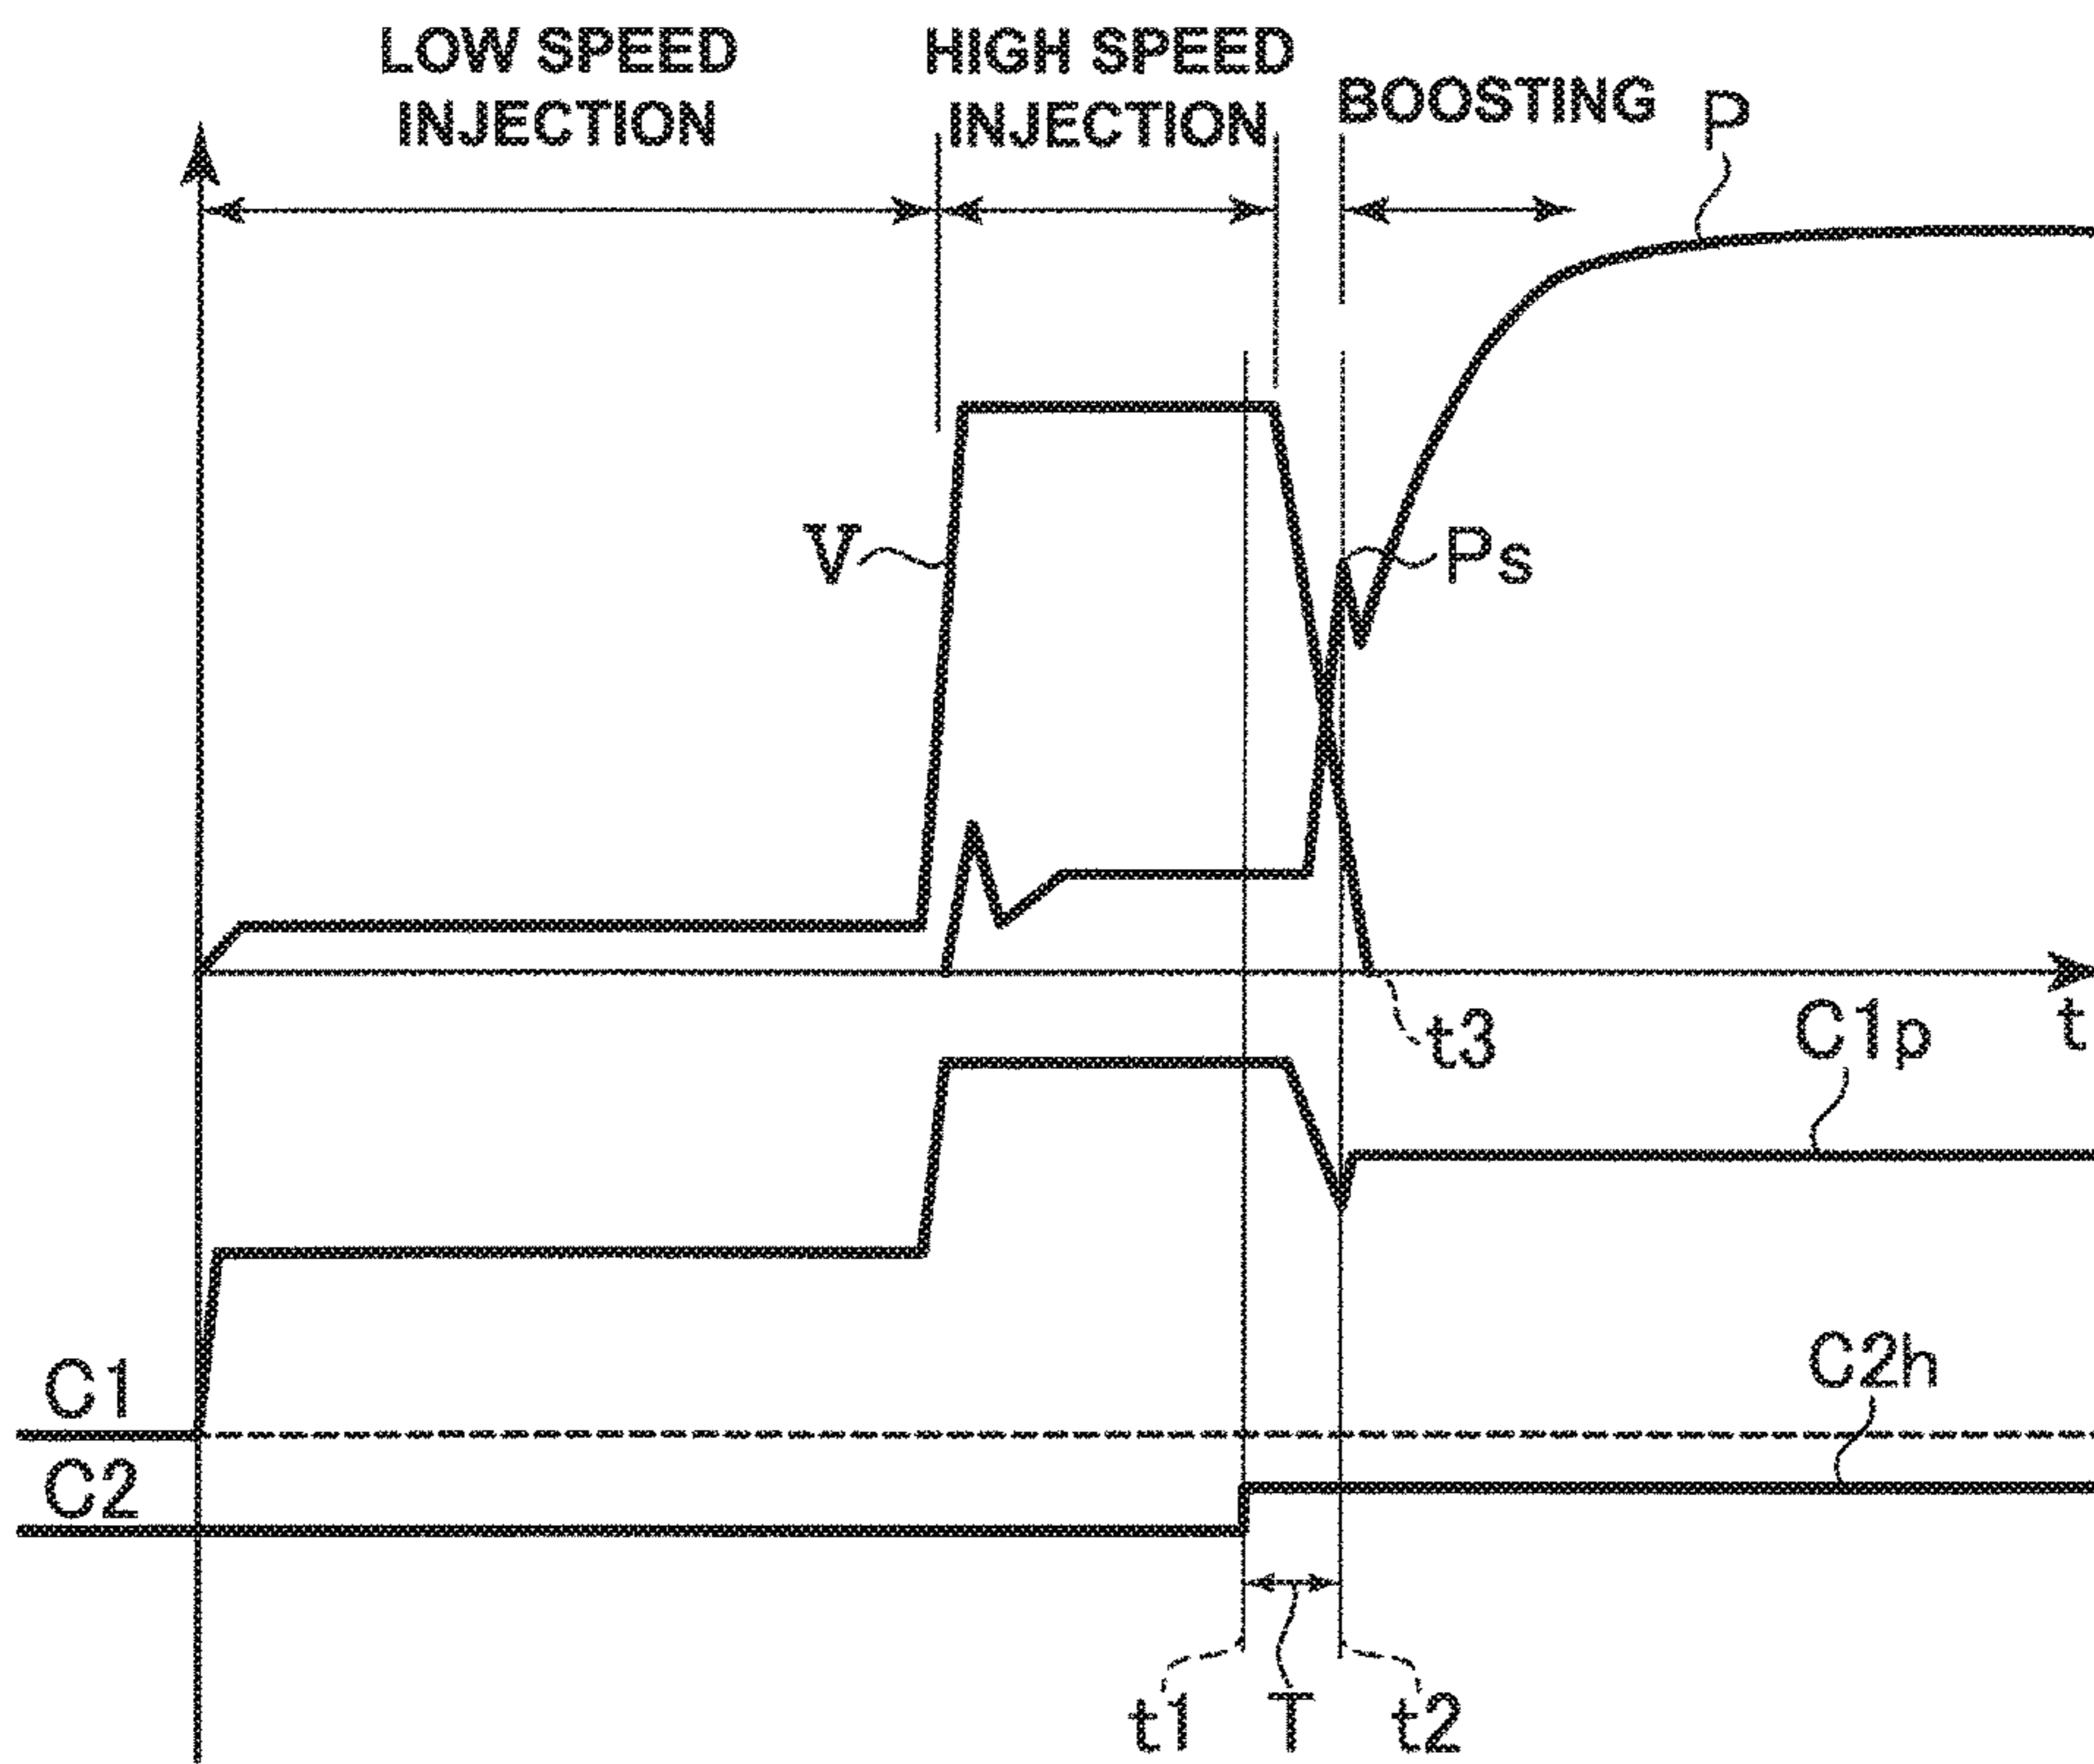 LOW SPEED
INJECTION
HIGH SPEED
INJECTION
BOOSTING
P
V
Ps
t3
t
C1p
C1
C2h
C2
t1
T
t2